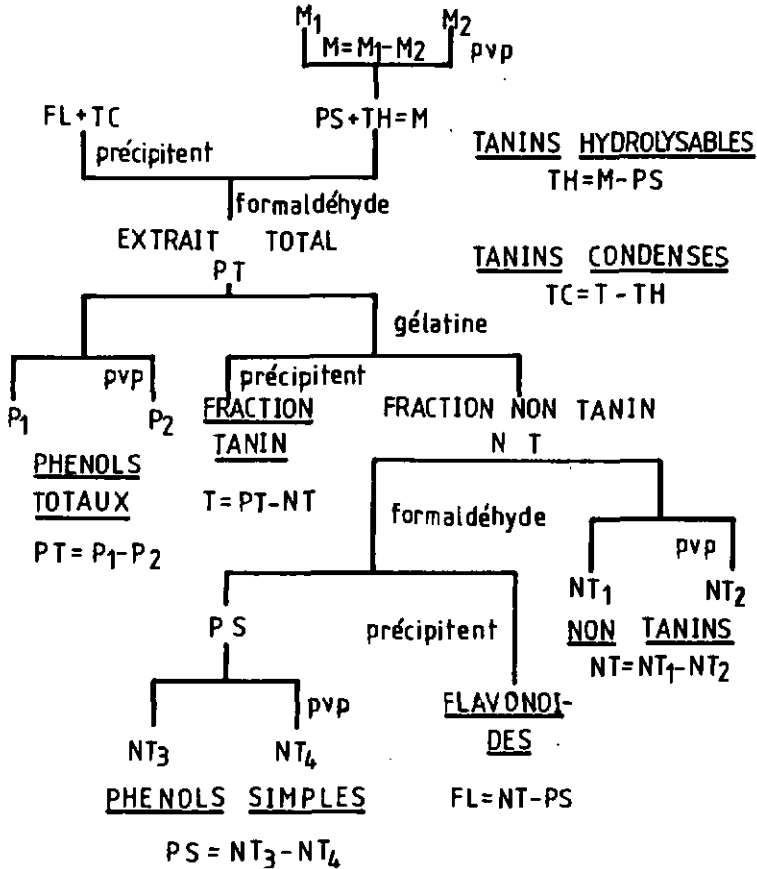 M₁ M₂
M=M₁-M₂ pvp
FL+TC PS+TH=M
précipitent
TANINS HYDROLYSABLES
TH=M-PS
formaldéhyde
EXTRAIT TOTAL
PT
TANINS CONDENSES
TC=T-TH
gélatine
pvp
précipitent
P₁ P₂
FRACTION
TANIN
T=PT-NT
FRACTION NON TANIN
N T
PHENOLS
TOTAUX
PT=P₁-P₂
formaldéhyde
pvp
NT₁ NT₂
NON TANINS
NT=NT₁-NT₂
PS
précipitent
pvp
NT₃ NT₄
PHENOLS SIMPLES
PS=NT₃-NT₄
FLAVONOI-
DES
FL=NT-PS